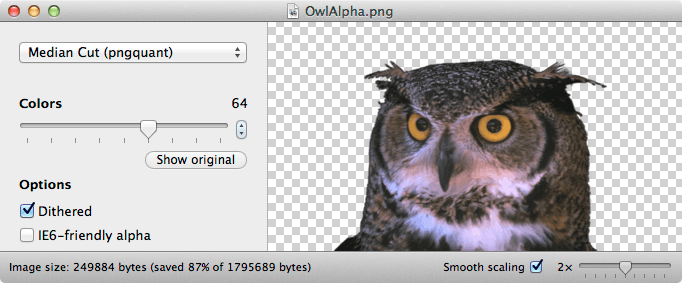 OwlAlpha.png
Median Cut (pngquant)
Colors 64
Show original
Options
Dithered
IE6-friendly alpha
Image size: 249884 bytes (saved 87% of 1795689 bytes) Smooth scaling 2×